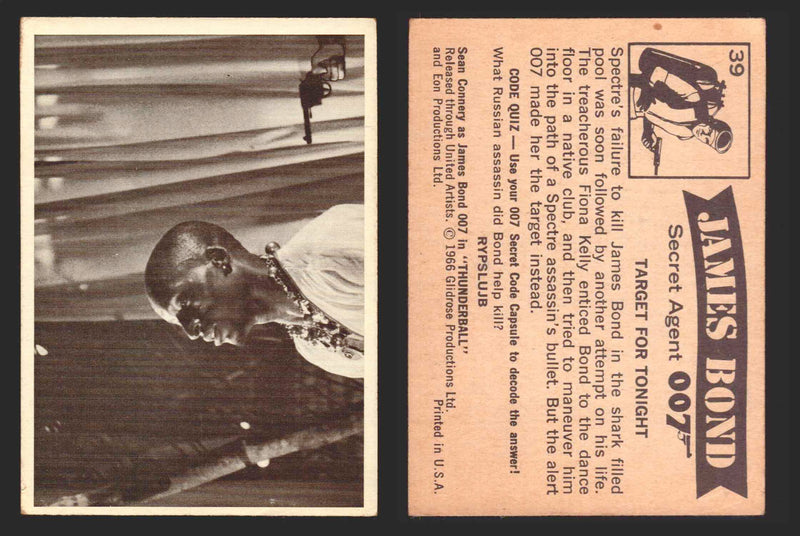 39
JAMES BOND
Secret Agent 007
TARGET FOR TONIGHT
Spectre's failure to kill James Bond in the shark filled
pool was soon followed by another attempt on his life.
The treacherous Fiona Kelly enticed Bond to the dance
floor in a native club, and then tried to maneuver him
into the path of a Spectre assassin's bullet. But the alert
007 made her the target instead.
CODE QUIZ — Use your 007 Secret Code Capsule to decode the answer!
What Russian assassin did Bond help kill?
RYPSLUJB
Sean Connery as James Bond 007 in "THUNDERBALL"
Released through United Artists. © 1966 Glidrose Productions Ltd.
and Eon Productions Ltd. Printed in U.S.A.